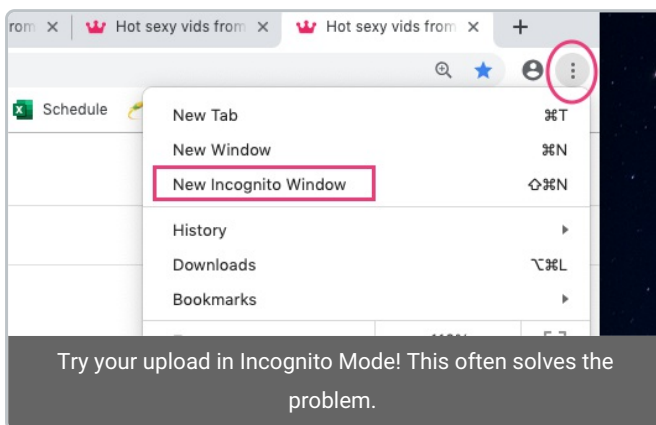 rom Hot sexy vids from Hot sexy vids from
Schedule
New Tab ⌘T
New Window ⌘N
New Incognito Window ⇧⌘N
History
Downloads ⌥⌘L
Bookmarks
Try your upload in Incognito Mode! This often solves the
problem.